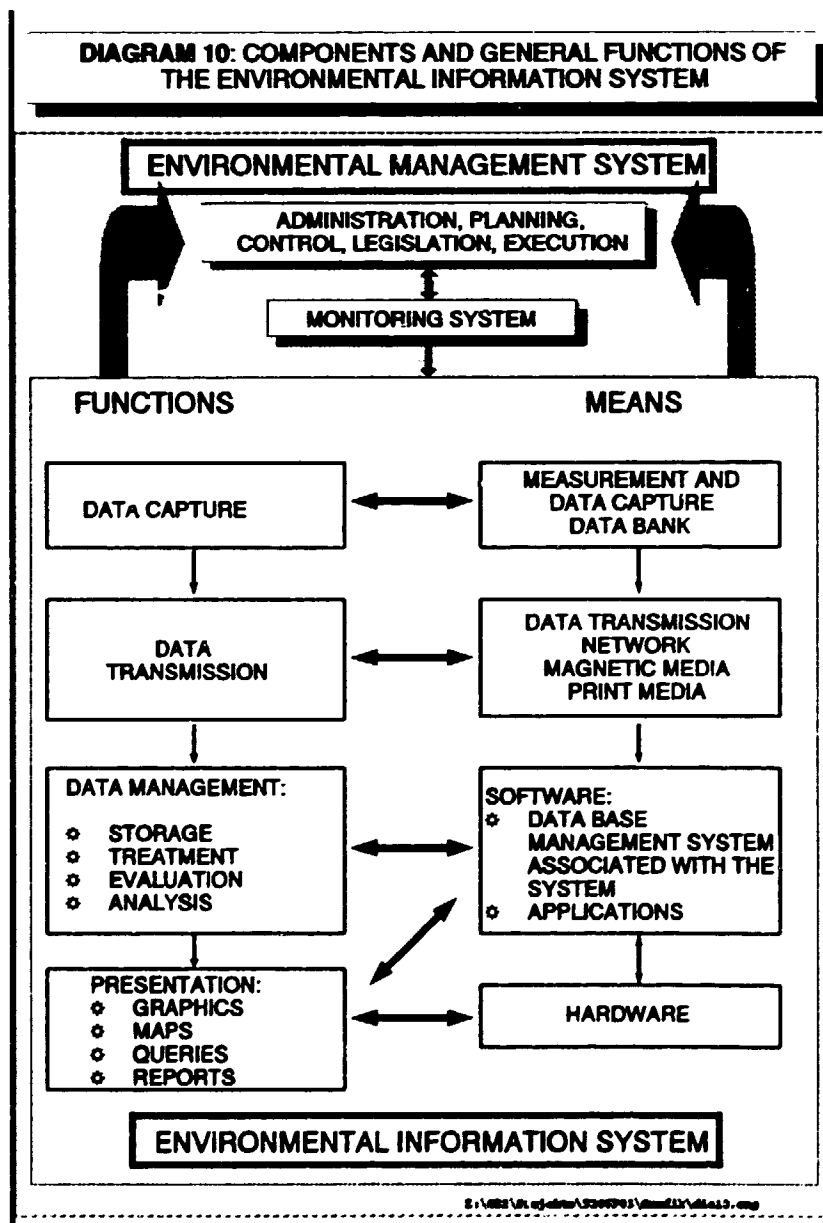 DIAGRAM 10: COMPONENTS AND GENERAL FUNCTIONS OF
THE ENVIRONMENTAL INFORMATION SYSTEM
ENVIRONMENTAL MANAGEMENT SYSTEM
ADMINISTRATION, PLANNING,
CONTROL, LEGISLATION, EXECUTION
MONITORING SYSTEM
FUNCTIONS
MEANS
DATA CAPTURE
MEASUREMENT AND
DATA CAPTURE
DATA BANK
DATA
TRANSMISSION
DATA TRANSMISSION
NETWORK
MAGNETIC MEDIA
PRINT MEDIA
DATA MANAGEMENT:
STORAGE
TREATMENT
EVALUATION
ANALYSIS
SOFTWARE:
DATA BASE
MANAGEMENT SYSTEM
ASSOCIATED WITH THE
SYSTEM
APPLICATIONS
PRESENTATION:
GRAPHICS
MAPS
QUERIES
REPORTS
HARDWARE
ENVIRONMENTAL INFORMATION SYSTEM